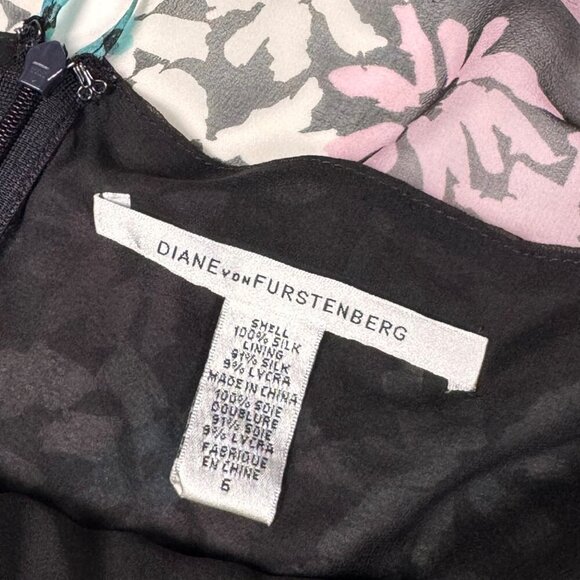 DIANE VON FURSTENBERG
SHELL
100% SILK
LINING
91% SILK
9% LYCRA
MADE IN CHINA
100% SOIE
DOUBLURE
91% SOIE
9% LYCRA
FABRIQUE
EN CHINE
6